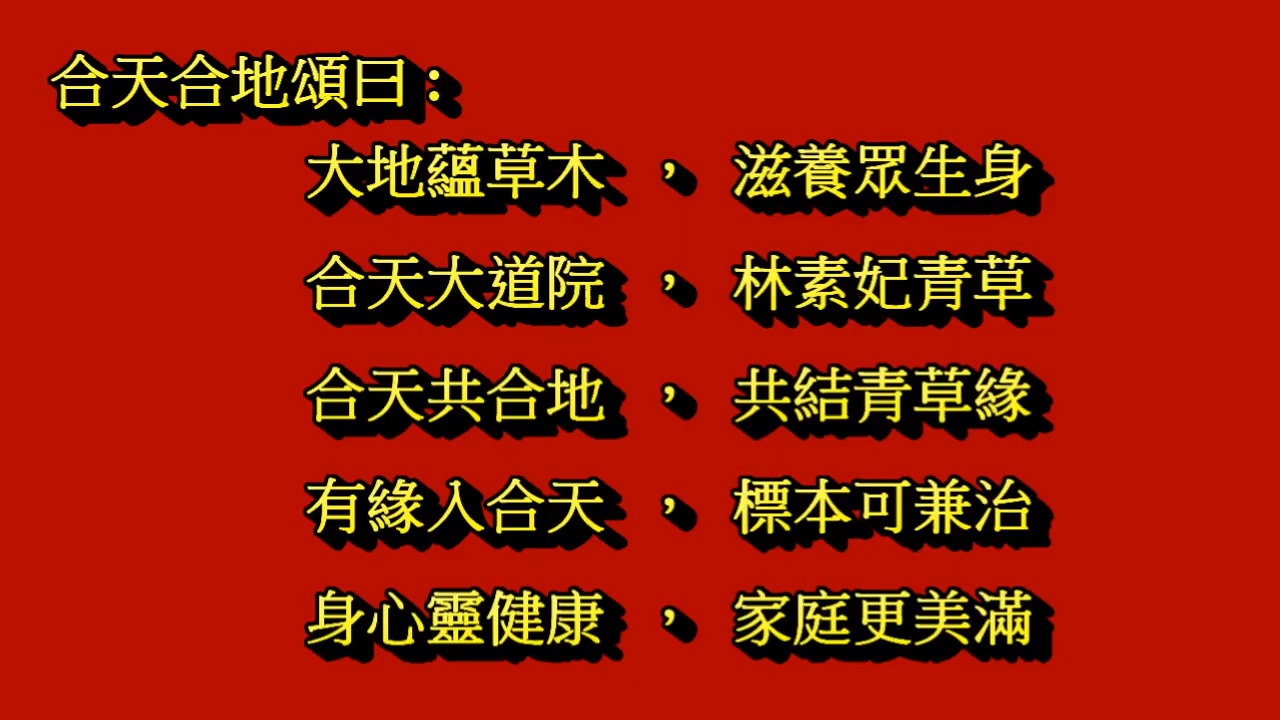 合天合地頌曰：
大地蘊草木，滋養眾生身
合天大道院，林素妃青草
合天共合地，共結青草緣
有緣入合天，標本可兼治
身心靈健康，家庭更美滿